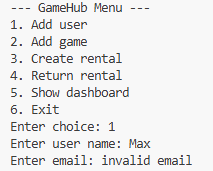 --- GameHub Menu ---
1. Add user
2. Add game
3. Create rental
4. Return rental
5. Show dashboard
6. Exit
Enter choice: 1
Enter user name: Max
Enter email: invalid email